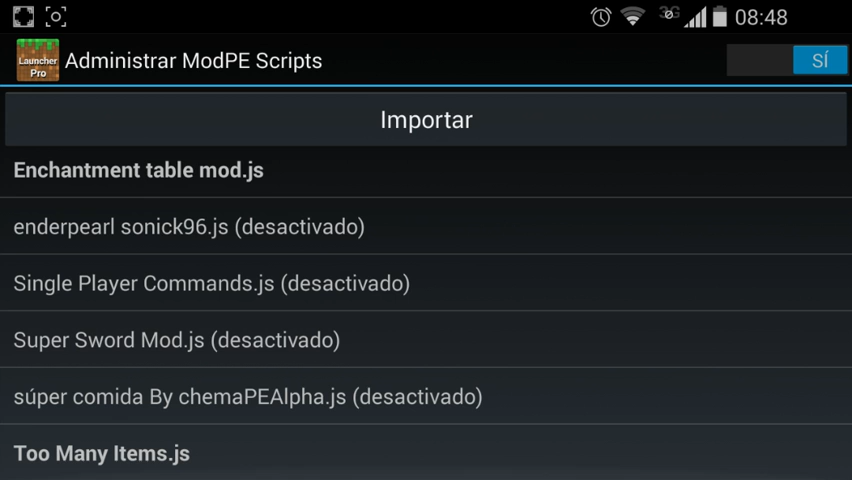 3G
08:48
Launcher
Pro
Administrar ModPE Scripts
SÍ
Importar
Enchantment table mod.js
enderpearl sonick96.js (desactivado)
Single Player Commands.js (desactivado)
Super Sword Mod.js (desactivado)
súper comida By chemaPEAlpha.js (desactivado)
Too Many Items.js